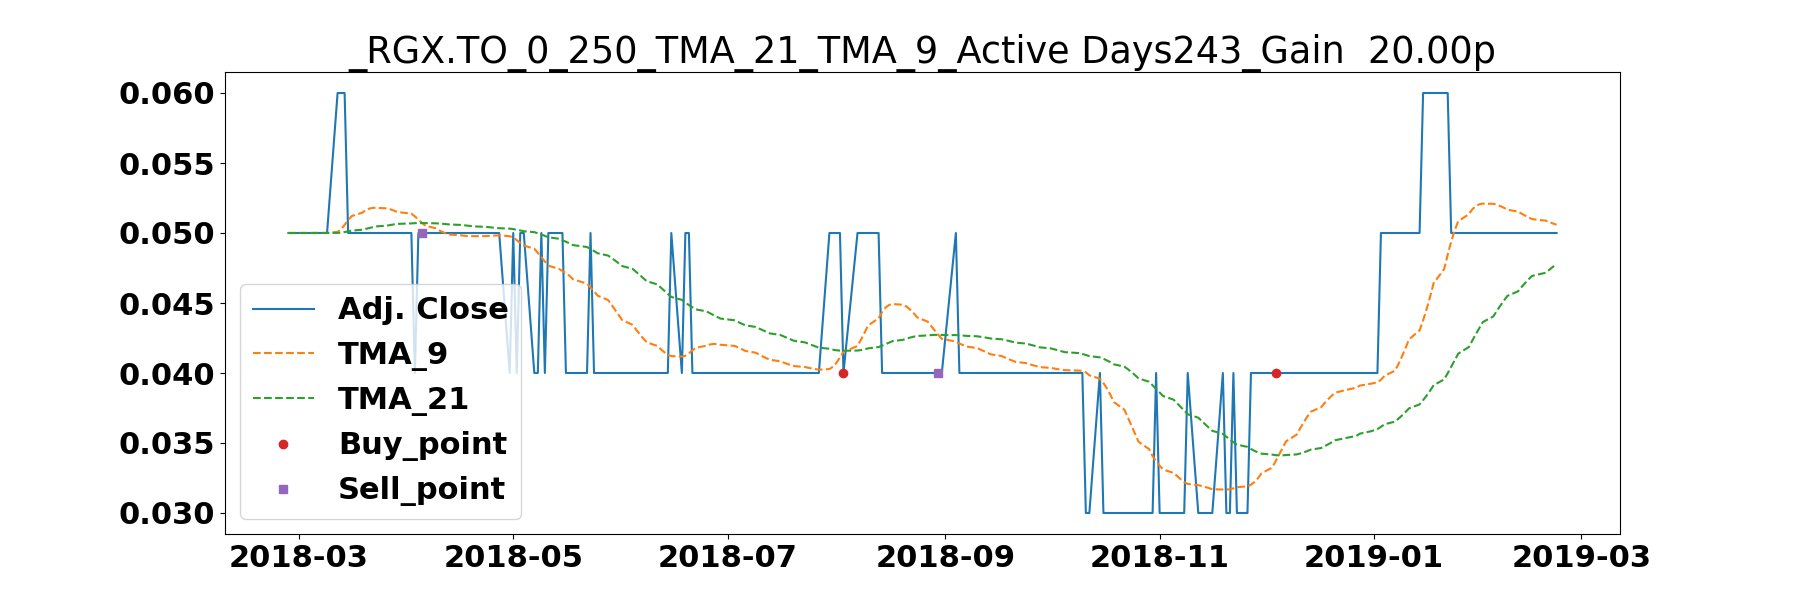 _RGX.TO_0_250_TMA_21_TMA_9_Active Days243_Gain  20.00p
0.060
0.055
0.050
0.045
0.040
0.035
0.030
Adj. Close
TMA_9
TMA_21
Buy_point
Sell_point
2018-03 2018-05 2018-07 2018-09 2018-11 2019-01 2019-03